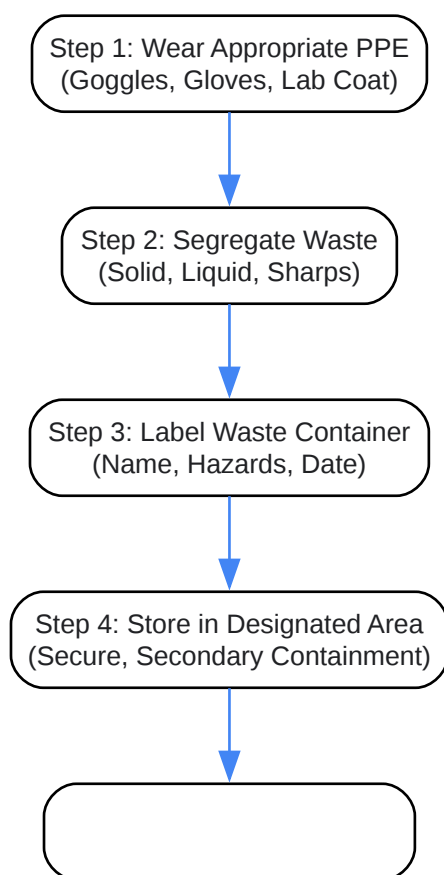 Step 1: Wear Appropriate PPE
(Goggles, Gloves, Lab Coat)
Step 2: Segregate Waste
(Solid, Liquid, Sharps)
Step 3: Label Waste Container
(Name, Hazards, Date)
Step 4: Store in Designated Area
(Secure, Secondary Containment)